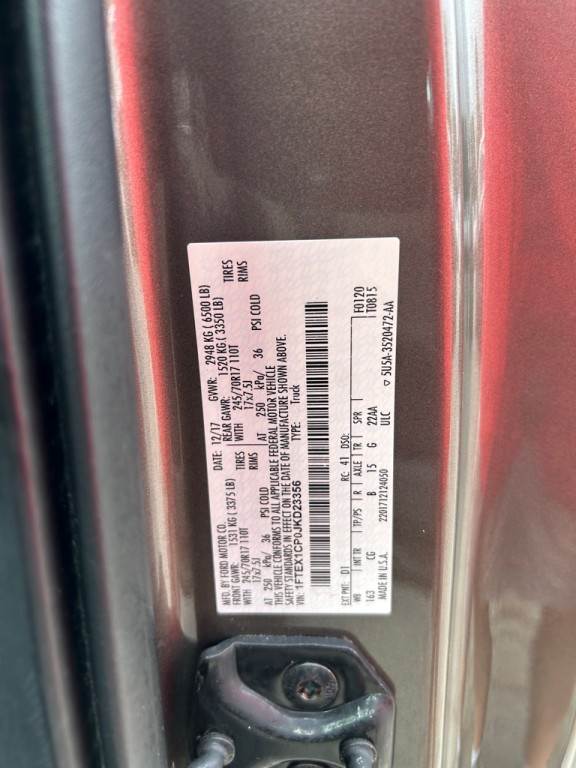 MFD. BY FORD MOTOR CO.
DATE: 12/17 GVWR: 2948 KG ( 6500 LB)
FRONT GAWR: 1531 KG ( 3375 LB) REAR GAWR: 1520 KG ( 3350 LB)
WITH 245/70R17 110T TIRES WITH 245/70R17 110T TIRES
17x7.5J RIMS 17x7.5J RIMS
AT 250 kPa/ 36 PSI COLD AT 250 kPa/ 36 PSI COLD
THIS VEHICLE CONFORMS TO ALL APPLICABLE FEDERAL MOTOR VEHICLE
SAFETY STANDARDS IN EFFECT ON THE DATE OF MANUFACTURE SHOWN ABOVE.
VIN: 1FTEX1CP0JKD23356 TYPE: Truck
EXT PNT: D1 RC: 41 DSO: F0120
WB INT TR TP/PS R AXLE TR SPR T0815
163 CG B 15 G 22AA
MADE IN U.S.A. 2201712124050 ULC ▽ 5U5A-3520472-AA